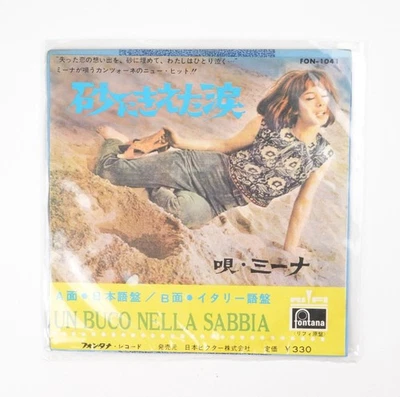 "失った恋の想い出を、砂に埋めて、わたしはひとり泣く…
ミーナが唄うカンツォーネのニュー・ヒット!!
FON-1041
砂にきえた涙
唄・ミーナ
A面●日本語盤/B面●イタリー語盤
UN BUCO NELLA SABBIA
fontana
フォンタナ・レコード 発売元 日本ビクター株式会社 定価 ¥330